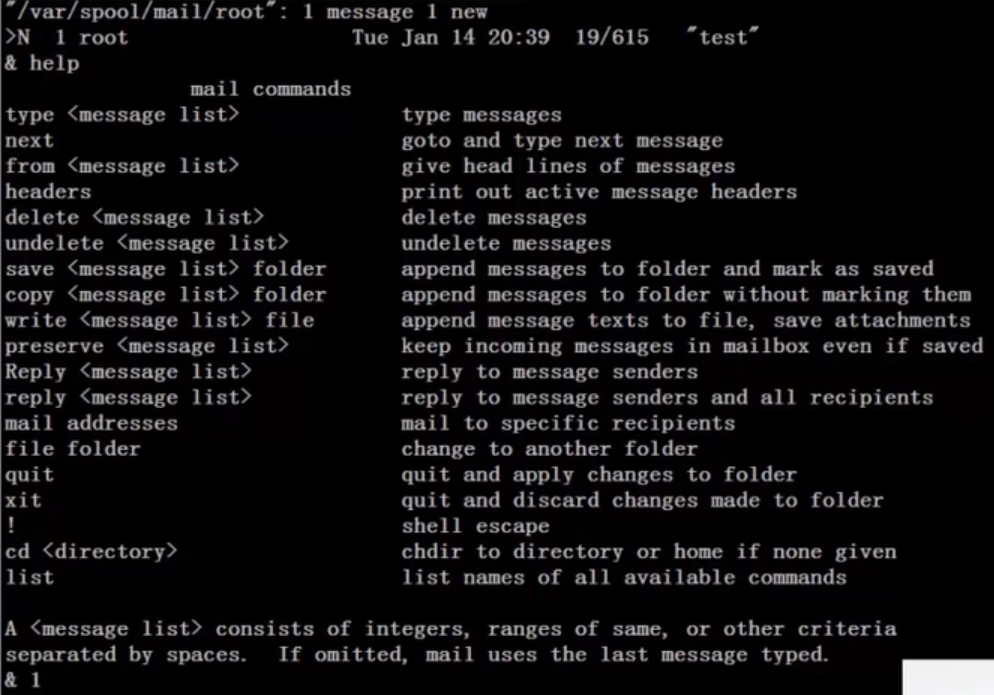 "/var/spool/mail/root": 1 message 1 new
>N  1 root                  Tue Jan 14 20:39  19/615   "test"
& help
               mail commands
type <message list>             type messages
next                            goto and type next message
from <message list>             give head lines of messages
headers                         print out active message headers
delete <message list>           delete messages
undelete <message list>         undelete messages
save <message list> folder      append messages to folder and mark as saved
copy <message list> folder      append messages to folder without marking them
write <message list> file       append message texts to file, save attachments
preserve <message list>         keep incoming messages in mailbox even if saved
Reply <message list>            reply to message senders
reply <message list>            reply to message senders and all recipients
mail addresses                  mail to specific recipients
file folder                     change to another folder
quit                            quit and apply changes to folder
xit                             quit and discard changes made to folder
!                               shell escape
cd <directory>                  chdir to directory or home if none given
list                            list names of all available commands

A <message list> consists of integers, ranges of same, or other criteria
separated by spaces.  If omitted, mail uses the last message typed.
& 1